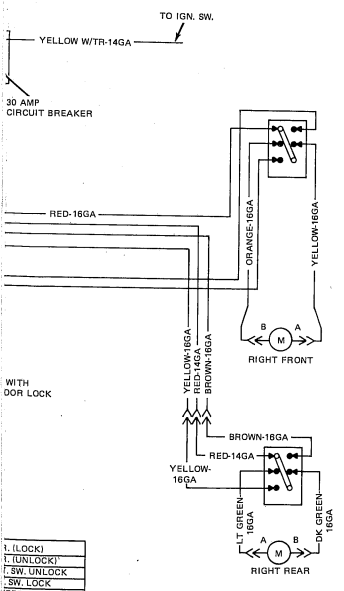 TO IGN. SW.
YELLOW W/TR-14GA
30 AMP
CIRCUIT BREAKER
RED-16GA
ORANGE-16GA
YELLOW-16GA
B
A
M
RIGHT FRONT
YELLOW-16GA
RED-14GA
BROWN-16GA
WITH
DOOR LOCK
BROWN-16GA
RED-14GA
YELLOW-
16GA
LT GREEN
16GA
DK GREEN
16GA
A
B
M
RIGHT REAR
R. (LOCK)
R. (UNLOCK)
. SW. UNLOCK
. SW. LOCK